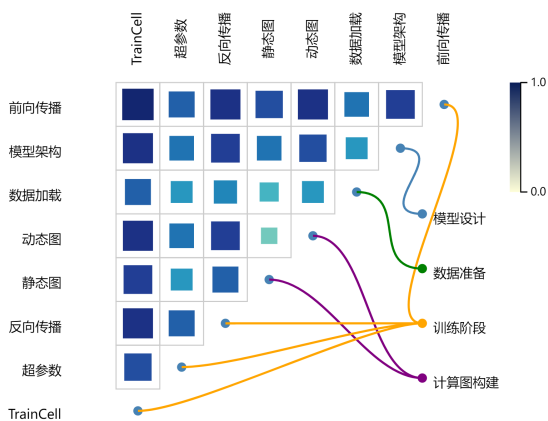 TrainCell
超参数
反向传播
静态图
动态图
数据加载
模型架构
前向传播
前向传播
模型架构
数据加载
动态图
静态图
反向传播
超参数
TrainCell
模型设计
数据准备
训练阶段
计算图构建
1.0
0.0